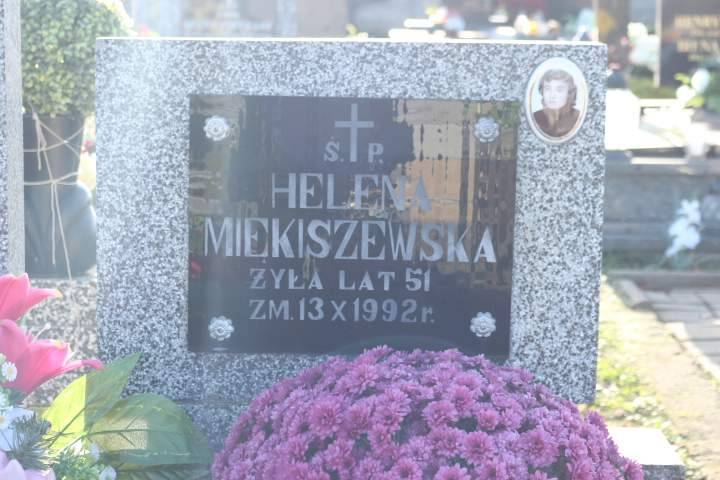 Ś. P.
HELENA
MIĘKISZEWSKA
ŻYŁA LAT 51
ZM. 13 X 1992 r.